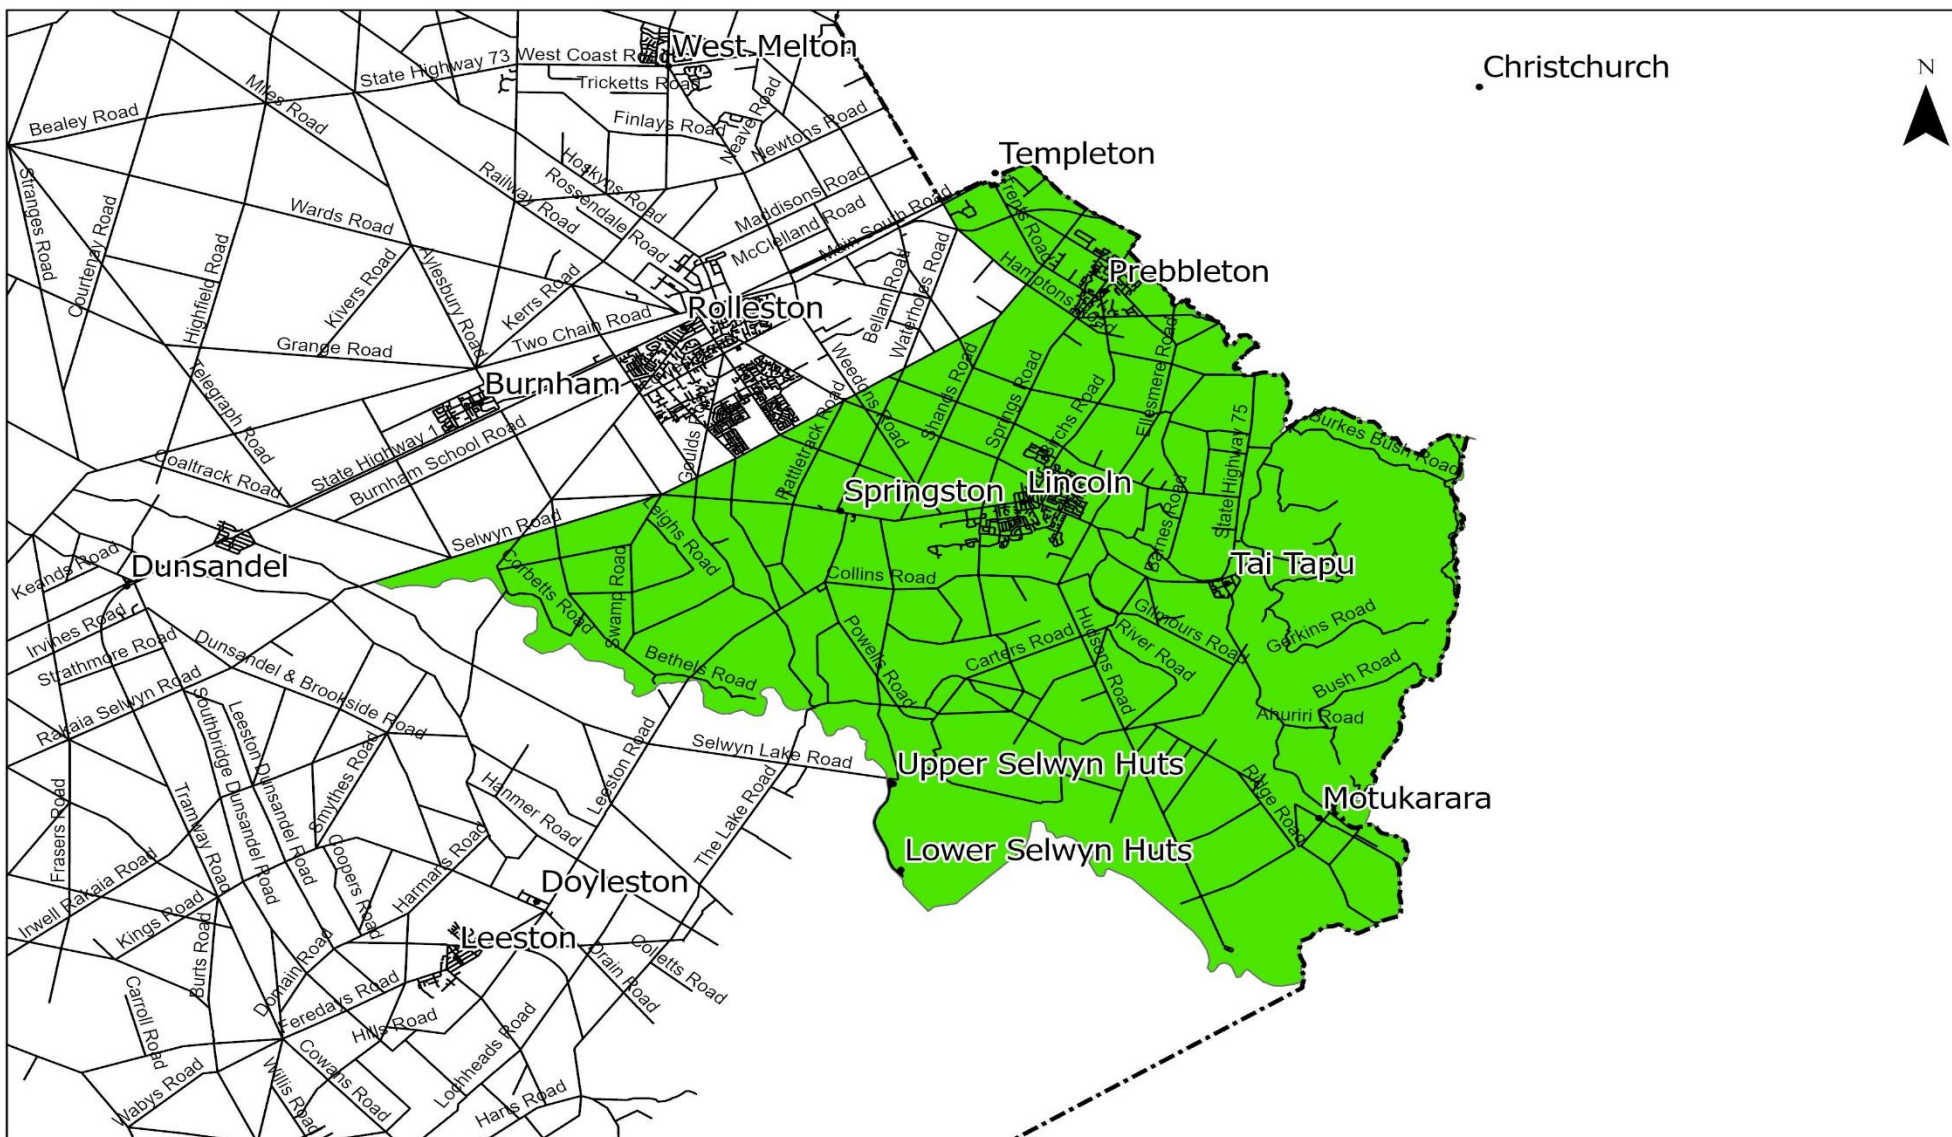 West Melton
Christchurch
N
State Highway 73
West Coast Road
Tricketts Road
Miles Road
Bealey Road
Finlays Road
Neave Road
Newtons Road
Templeton
Hoskyns Road
Rossendale Road
Railway Road
Stranges Road
Courtenay Road
Wards Road
Maddisons Road
McClelland Road
Main South Road
Trents Road
Highfield Road
Kivers Road
Aylesbury Road
Kerrs Road
Bellam Road
Waterholes Road
Hamptons Road
Prebbleton
Rolleston
Two Chain Road
Grange Road
Telegraph Road
Burnham
Weedons Road
Shands Road
Springs Road
Birchs Road
Ellesmere Road
State Highway 75
Burkes Bush Road
State Highway 1
Burnham School Road
Coaltrack Road
Goulds Road
Rattletrack Road
Springston
Lincoln
Selwyn Road
Leighs Road
Barnes Road
Dunsandel
Keands Road
Corbetts Road
Swamp Road
Collins Road
Tai Tapu
Irvines Road
Strathmore Road
Dunsandel & Brookside Road
Bethels Road
Powells Road
Carters Road
Hudsons Road
Gilmours Road
River Road
Gerkins Road
Bush Road
Ahuriri Road
Rakaia Selwyn Road
Southbridge Dunsandel Road
Leeston Dunsandel Road
Smythes Road
Leeston Road
Selwyn Lake Road
Upper Selwyn Huts
Ridge Road
Motukarara
Frasers Road
Tramway Road
Coopers Road
Hanmer Road
Harmans Road
The Lake Road
Lower Selwyn Huts
Irwell Rakaia Road
Kings Road
Doyleston
Leeston
Burts Road
Domain Road
Feredays Road
Drain Road
Colletts Road
Carroll Road
Hills Road
Cowans Road
Lochheads Road
Wabys Road
Willis Road
Harts Road